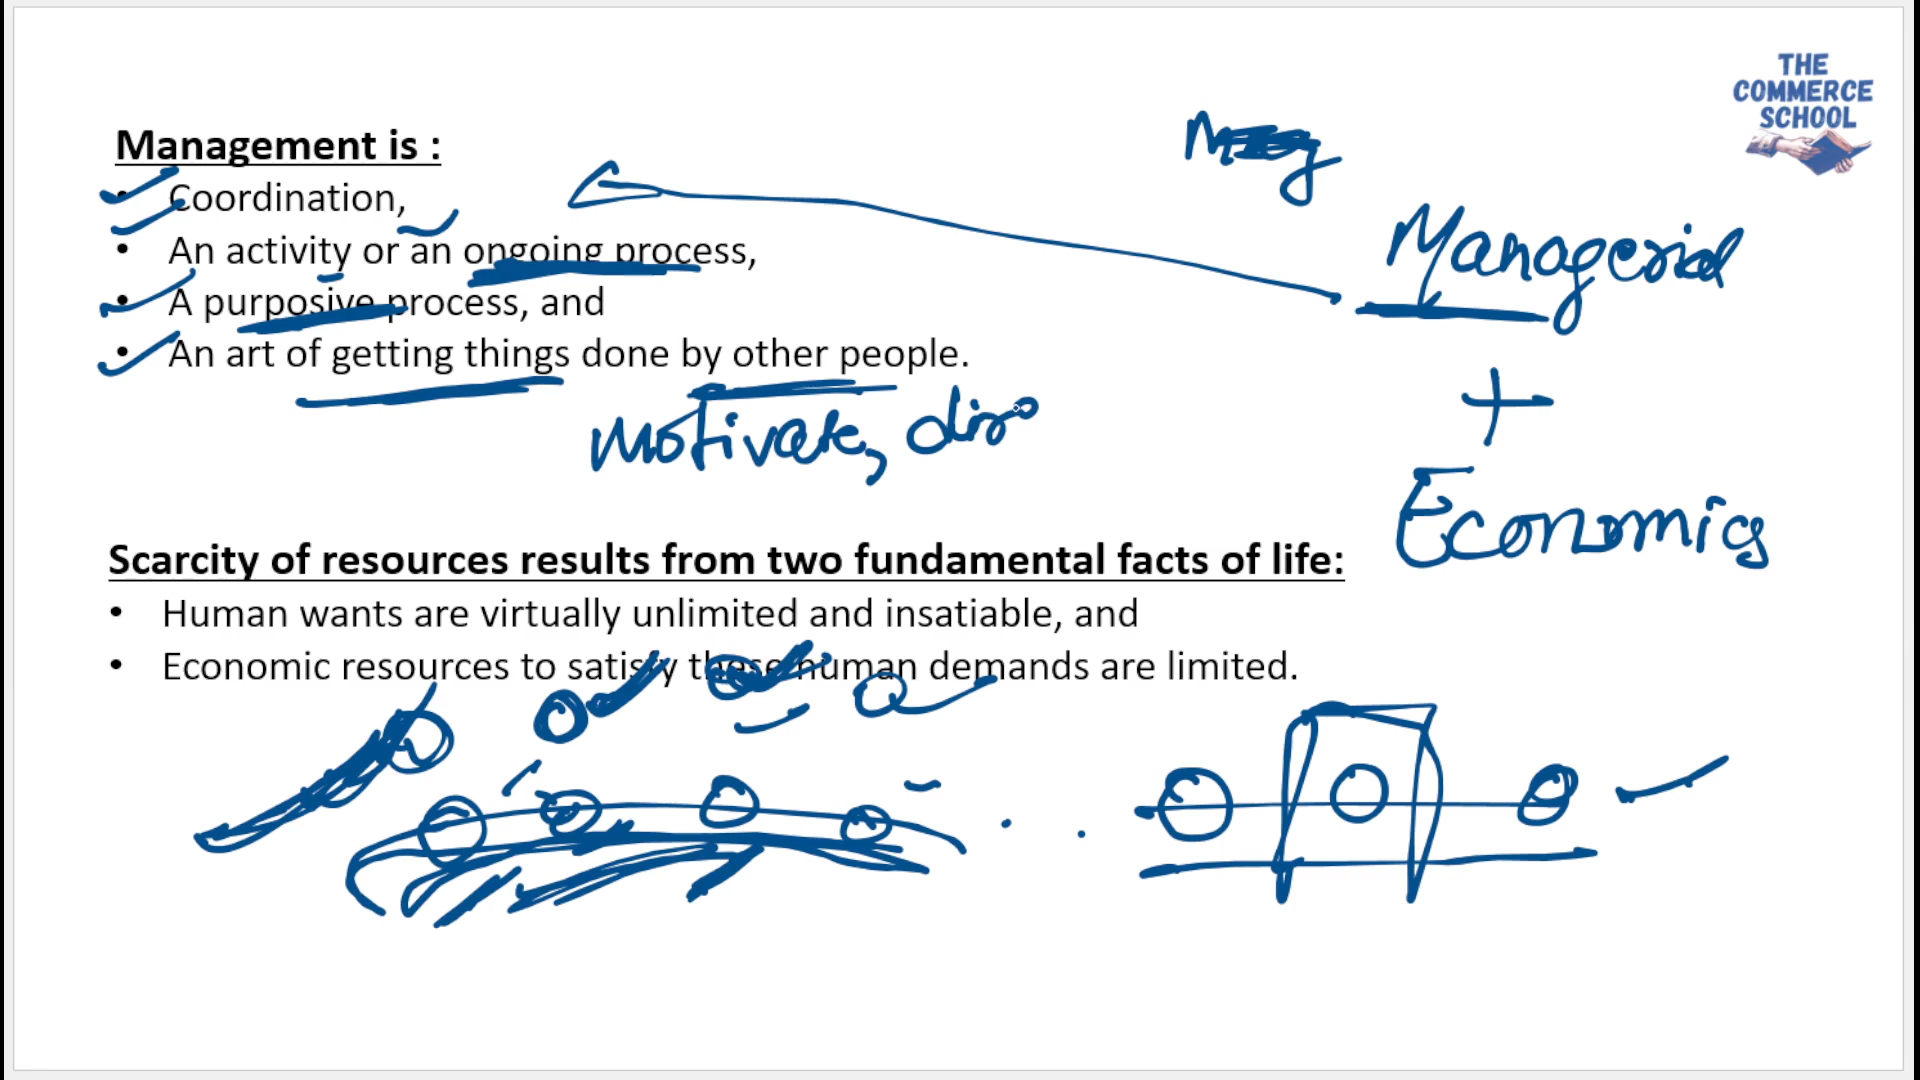 THE
COMMERCE
SCHOOL
Management is :
• Coordination,
• An activity or an ongoing process,
• A purposive process, and
• An art of getting things done by other people.
Managerial
+
Economics
motivate, dir
Scarcity of resources results from two fundamental facts of life:
• Human wants are virtually unlimited and insatiable, and
• Economic resources to satisfy these human demands are limited.